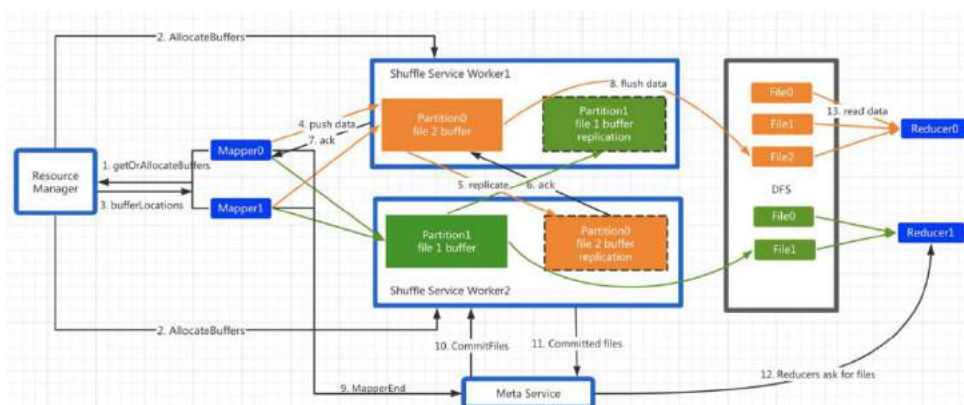 2. AllocateBuffers
Shuffle Service Worker1
8. flush data
Partition0
file 2 buffer
Partition1
file 1 buffer
replication
File0
File1
File2
13. read data
Reducer0
4. push data
7. ack
Mapper0
1. getOrAllocateBuffers
Resource
Manager
3. bufferLocations
Mapper1
5. replicate
6. ack
DFS
Partition1
file 1 buffer
Partition0
file 2 buffer
replication
File0
File1
Reducer1
Shuffle Service Worker2
2. AllocateBuffers
10. CommitFiles
11. Committed files
12. Reducers ask for files
9. MapperEnd
Meta Service